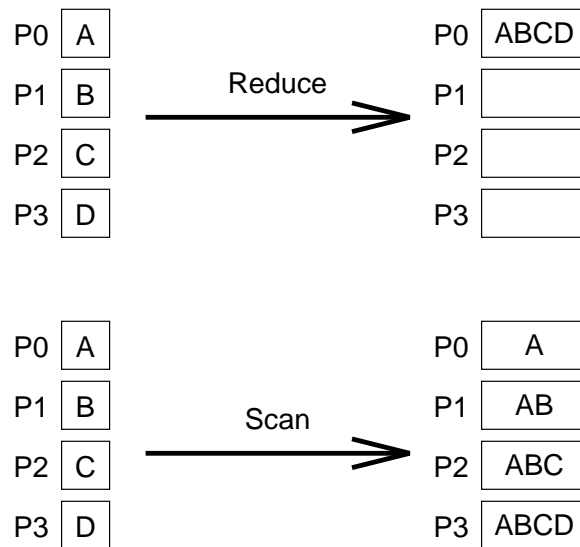 P0 A P0 ABCD
Reduce
P1 B P1
P2 C P2
P3 D P3
P0 A P0 A
P1 B P1 AB
Scan
P2 C P2 ABC
P3 D P3 ABCD